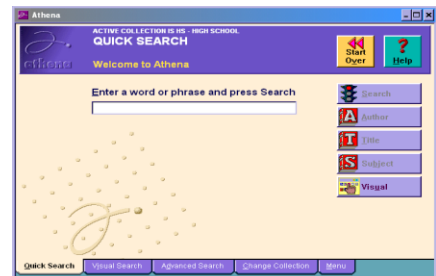 Athena
ACTIVE COLLECTION IS HS - HIGH SCHOOL
QUICK SEARCH
Welcome to Athena
athena
Start Over
Help
Enter a word or phrase and press Search
Search
Author
Title
Subject
Visual
Quick Search
Visual Search
Advanced Search
Change Collection
Menu